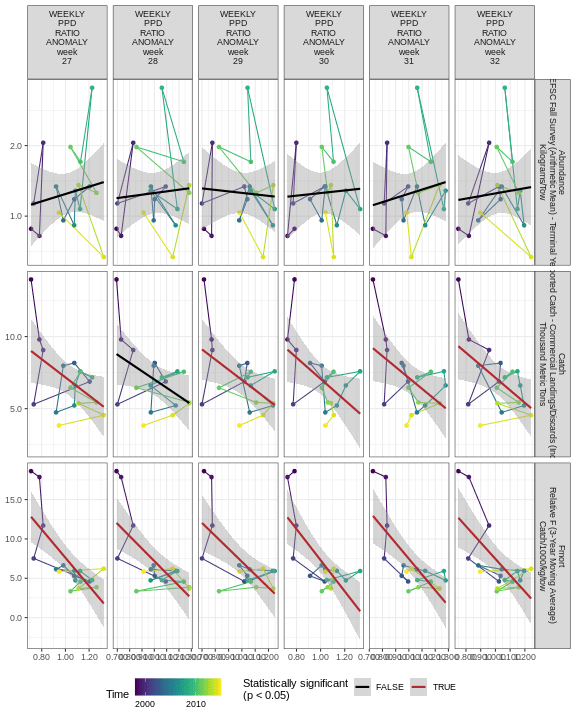 WEEKLY PPD RATIO ANOMALY week 27
WEEKLY PPD RATIO ANOMALY week 28
WEEKLY PPD RATIO ANOMALY week 29
WEEKLY PPD RATIO ANOMALY week 30
WEEKLY PPD RATIO ANOMALY week 31
WEEKLY PPD RATIO ANOMALY week 32
2.0
1.0
Abundance
Fall Survey (Arithmetic Mean) - Terminal
Kilograms/Tow
10.0
5.0
Catch
Catch - Commercial Landings/Discards
Thousand Metric Tons
15.0
10.0
5.0
0.0
Fmort
Relative F (3-Year Moving Average)
Catch/1000/kg/tow
0.80 1.00 1.20
Time
2000 2010
Statistically significant
(p < 0.05)
FALSE
TRUE